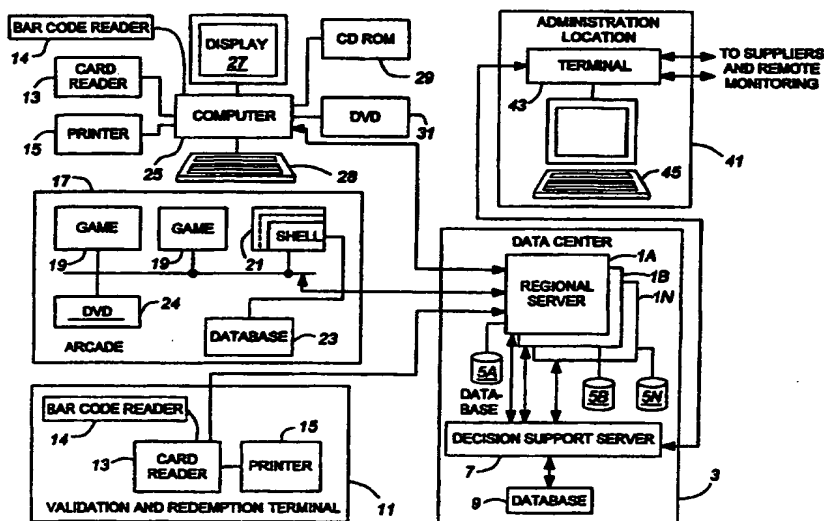 BAR CODE READER
14
CARD
READER
13
PRINTER
15
DISPLAY
27
COMPUTER
25
28
CD ROM
29
DVD
31
ADMINISTRATION
LOCATION
TERMINAL
43
45
41
TO SUPPLIERS
AND REMOTE
MONITORING
17
GAME
19
GAME
19
21
SHELL
DVD
24
DATABASE
23
ARCADE
DATA CENTER
1A
1B
1N
REGIONAL
SERVER
5A
DATA-
BASE
5B
5N
DECISION SUPPORT SERVER
7
9
DATABASE
3
BAR CODE READER
14
13
CARD
READER
15
PRINTER
VALIDATION AND REDEMPTION TERMINAL
11